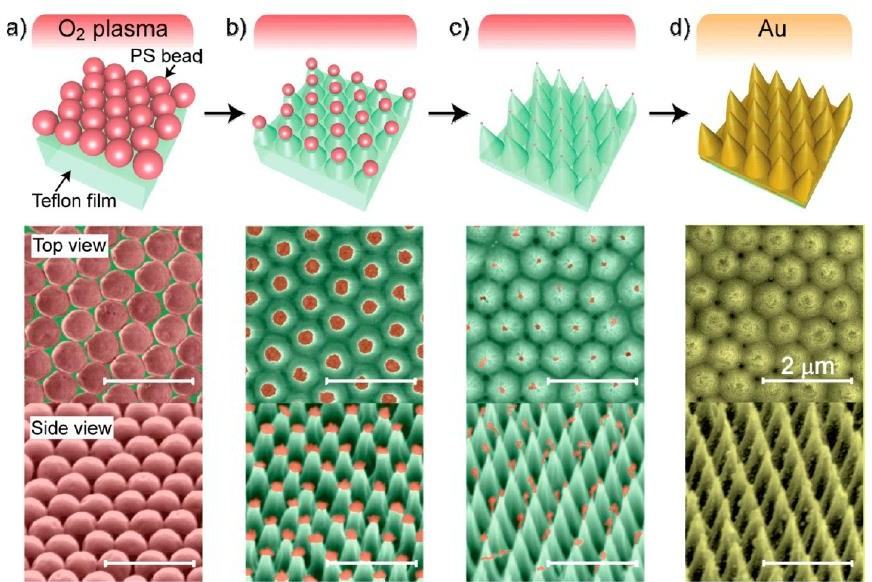 a)
O₂ plasma
PS bead
Teflon film
b)
c)
d)
Au
Top view
2 μm
Side view